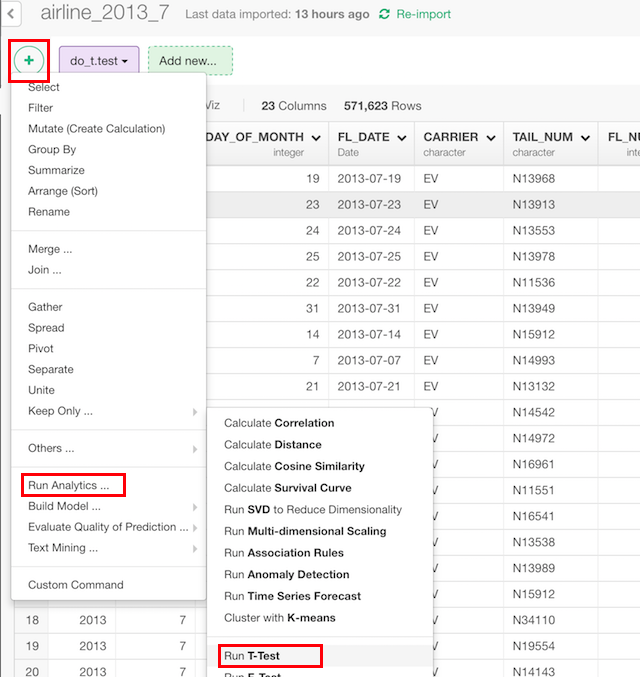 airline_2013_7 Last data imported: 13 hours ago Re-import
+ do_t.test Add new...
Viz 23 Columns 571,623 Rows
DAY_OF_MONTH FL_DATE CARRIER TAIL_NUM FL_NU
integer Date character character inte
19 2013-07-19 EV N13968
23 2013-07-23 EV N13913
24 2013-07-24 EV N13553
25 2013-07-25 EV N13978
22 2013-07-22 EV N11536
31 2013-07-31 EV N13949
14 2013-07-14 EV N15912
7 2013-07-07 EV N14993
21 2013-07-21 EV N13132
EV N14542
V N14972
V N16961
V N11551
V N16541
V N13538
V N13989
V N15912
18 2013 7 V N34110
19 2013 7 V N19554
20 2013 7 V N14143
Select
Filter
Mutate (Create Calculation)
Group By
Summarize
Arrange (Sort)
Rename
Merge ...
Join ...
Gather
Spread
Pivot
Separate
Unite
Keep Only ...
Others ...
Run Analytics ...
Build Model ...
Evaluate Quality of Prediction ...
Text Mining ...
Custom Command
Calculate Correlation
Calculate Distance
Calculate Cosine Similarity
Calculate Survival Curve
Run SVD to Reduce Dimensionality
Run Multi-dimensional Scaling
Run Association Rules
Run Anomaly Detection
Run Time Series Forecast
Cluster with K-means
Run T-Test
Run F-Test